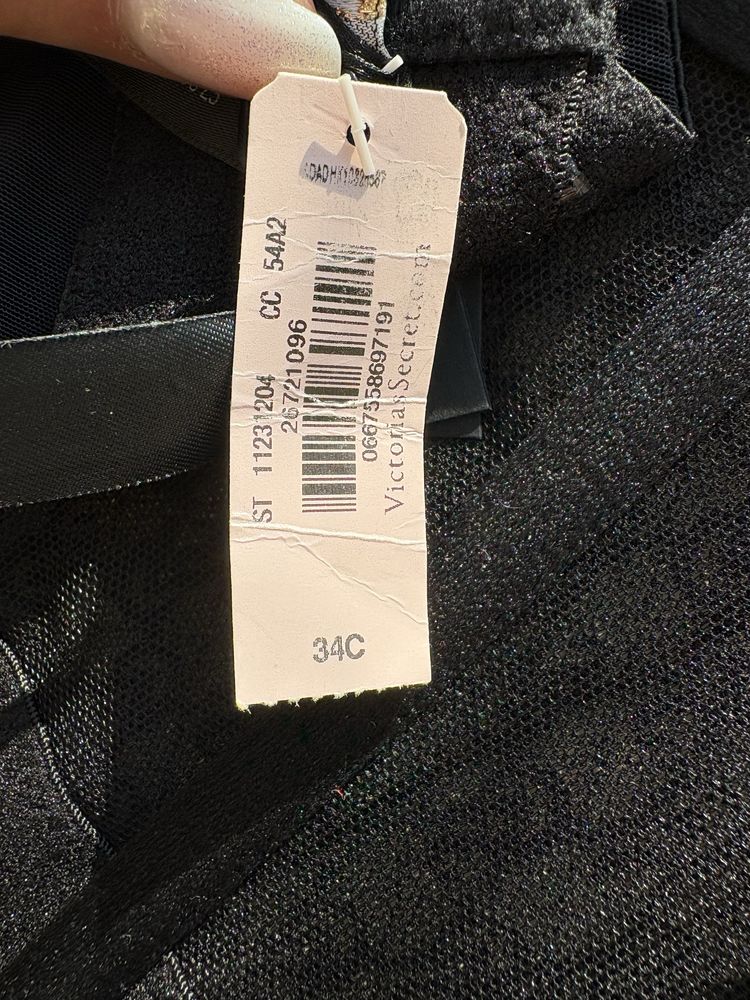 ST 11231204 CC 54A2
26721096
0667558697191
VictoriasSecret.com
34C